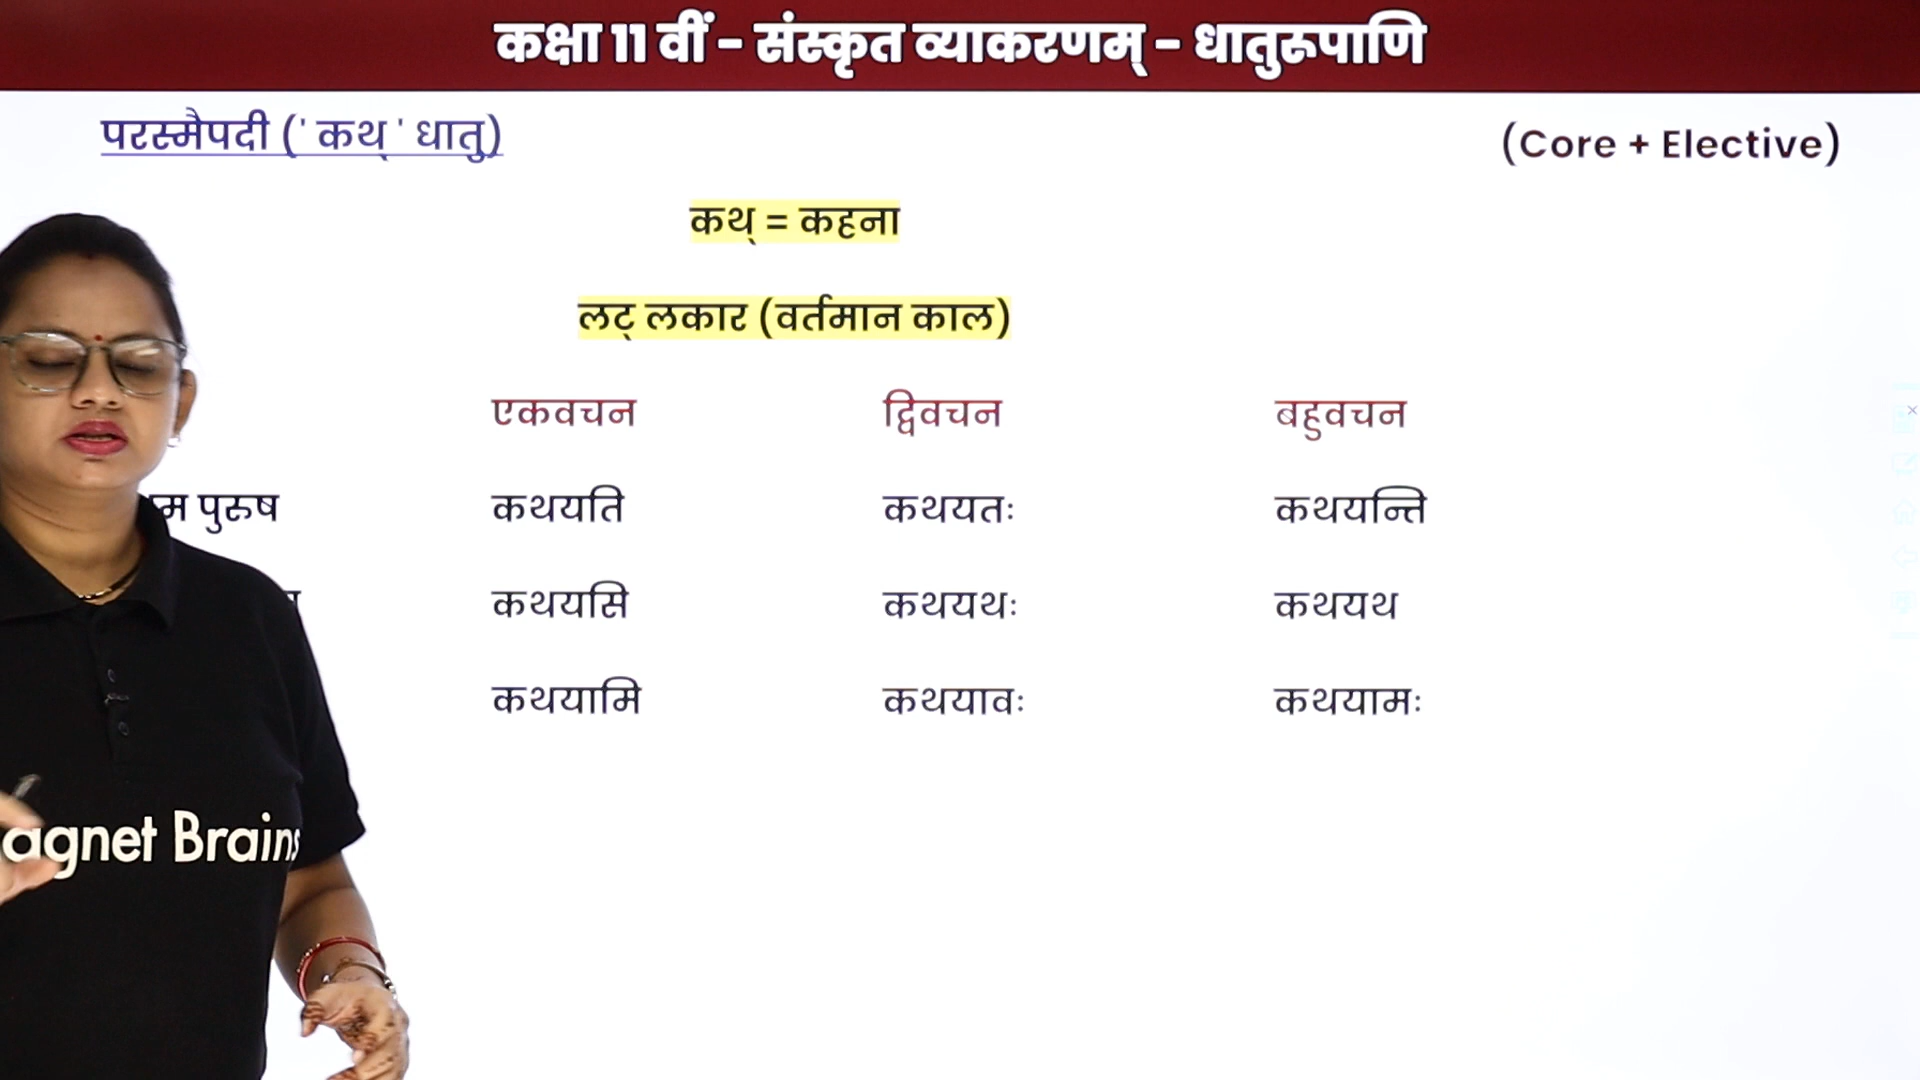 कक्षा 11 वीं - संस्कृत व्याकरणम् - धातुरूपाणि
परस्मैपदी (' कथ् ' धातु) (Core + Elective)
कथ् = कहना
लट् लकार (वर्तमान काल)
एकवचन द्विवचन बहुवचन
पुरुष कथयति कथयतः कथयन्ति
कथयसि कथयथः कथयथ
कथयामि कथयावः कथयामः
agnet Brains